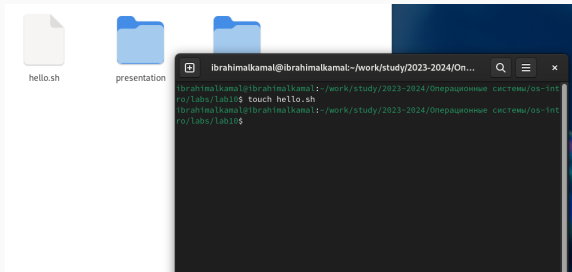 hello.sh
presentation
ibrahimalkamal@ibrahimalkamal:~/work/study/2023-2024/Оп...
ibrahimalkamal@ibrahimalkamal:~/work/study/2023-2024/Операционные системы/os-int
ro/labs/lab10$ touch hello.sh
ibrahimalkamal@ibrahimalkamal:~/work/study/2023-2024/Операционные системы/os-int
ro/labs/lab10$